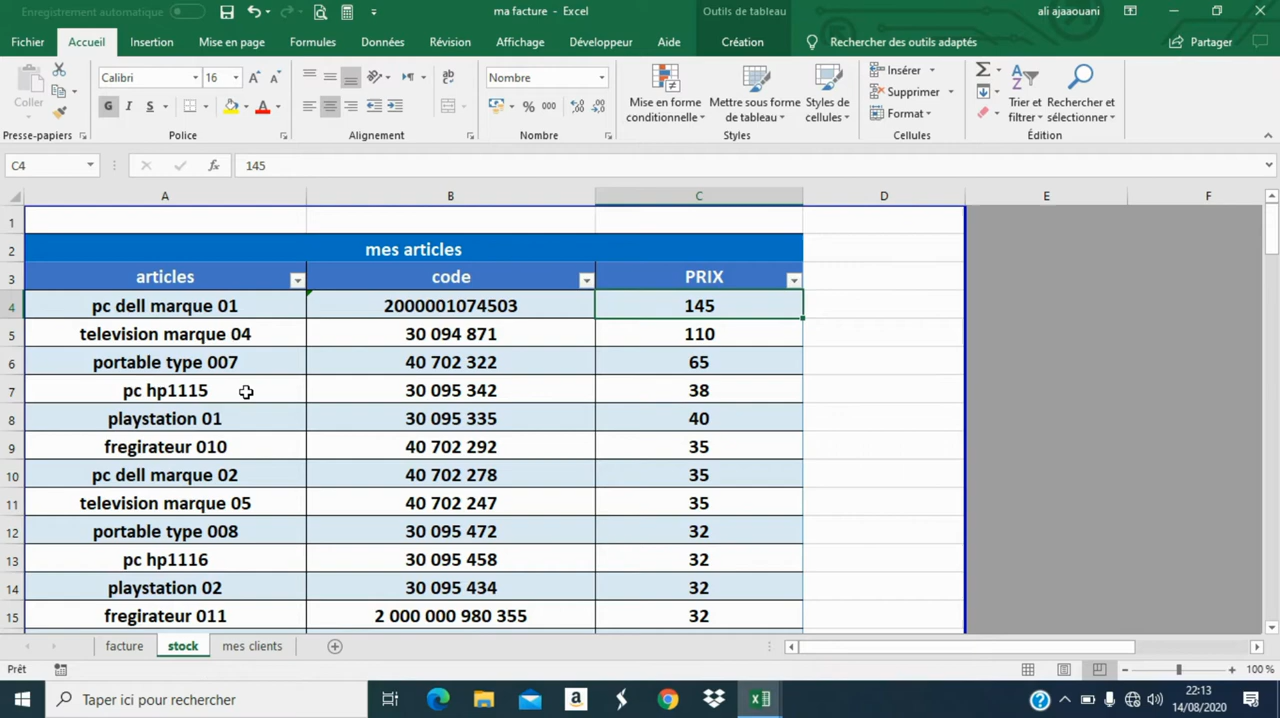 Enregistrement automatique
ma facture - Excel
Outils de tableau
ali ajaaouani
Fichier Accueil Insertion Mise en page Formules Données Révision Affichage Développeur Aide Création Rechercher des outils adaptés Partager
Coller
Calibri 16
G I S
Nombre
% 000
Mise en forme conditionnelle
Mettre sous forme de tableau
Styles de cellules
Insérer
Supprimer
Format
Trier et filtrer
Rechercher et sélectionner
Presse-papiers Police Alignement Nombre Styles Cellules Édition
C4 fx 145
A B C D E F
1
2 mes articles
3 articles code PRIX
4 pc dell marque 01 2000001074503 145
5 television marque 04 30 094 871 110
6 portable type 007 40 702 322 65
7 pc hp1115 30 095 342 38
8 playstation 01 30 095 335 40
9 fregirateur 010 40 702 292 35
10 pc dell marque 02 40 702 278 35
11 television marque 05 40 702 247 35
12 portable type 008 30 095 472 32
13 pc hp1116 30 095 458 32
14 playstation 02 30 095 434 32
15 fregirateur 011 2 000 000 980 355 32
facture stock mes clients
Prêt
100 %
Taper ici pour rechercher
22:13
14/08/2020